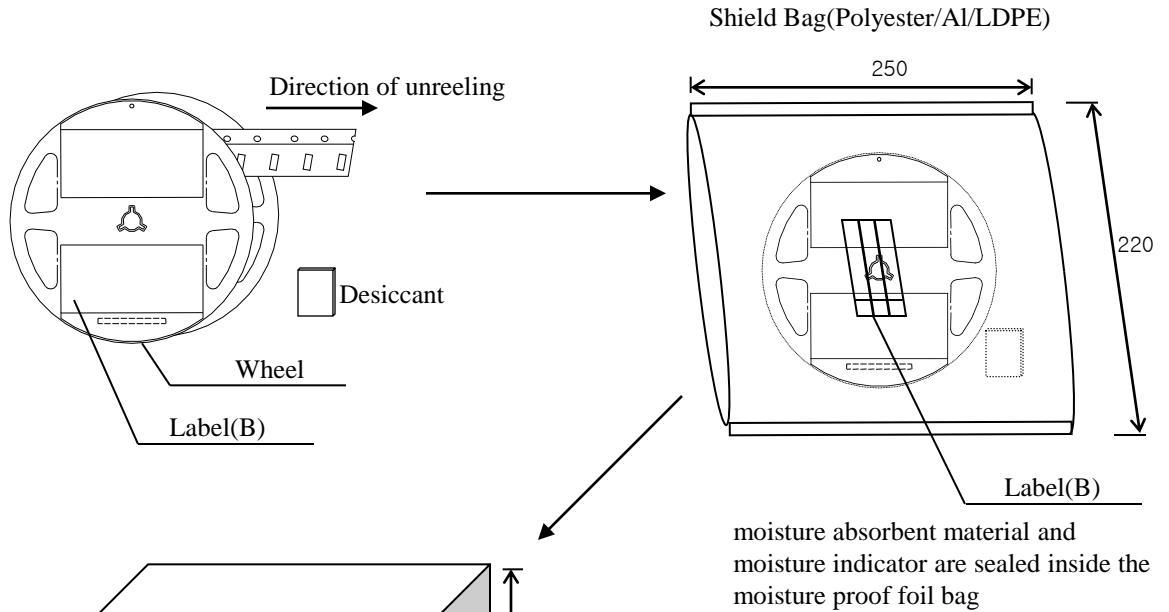 Shield Bag(Polyester/Al/LDPE)
250
Direction of unreeling
220
Desiccant
Wheel
Label(B)
Label(B)
moisture absorbent material and
moisture indicator are sealed inside the
moisture proof foil bag